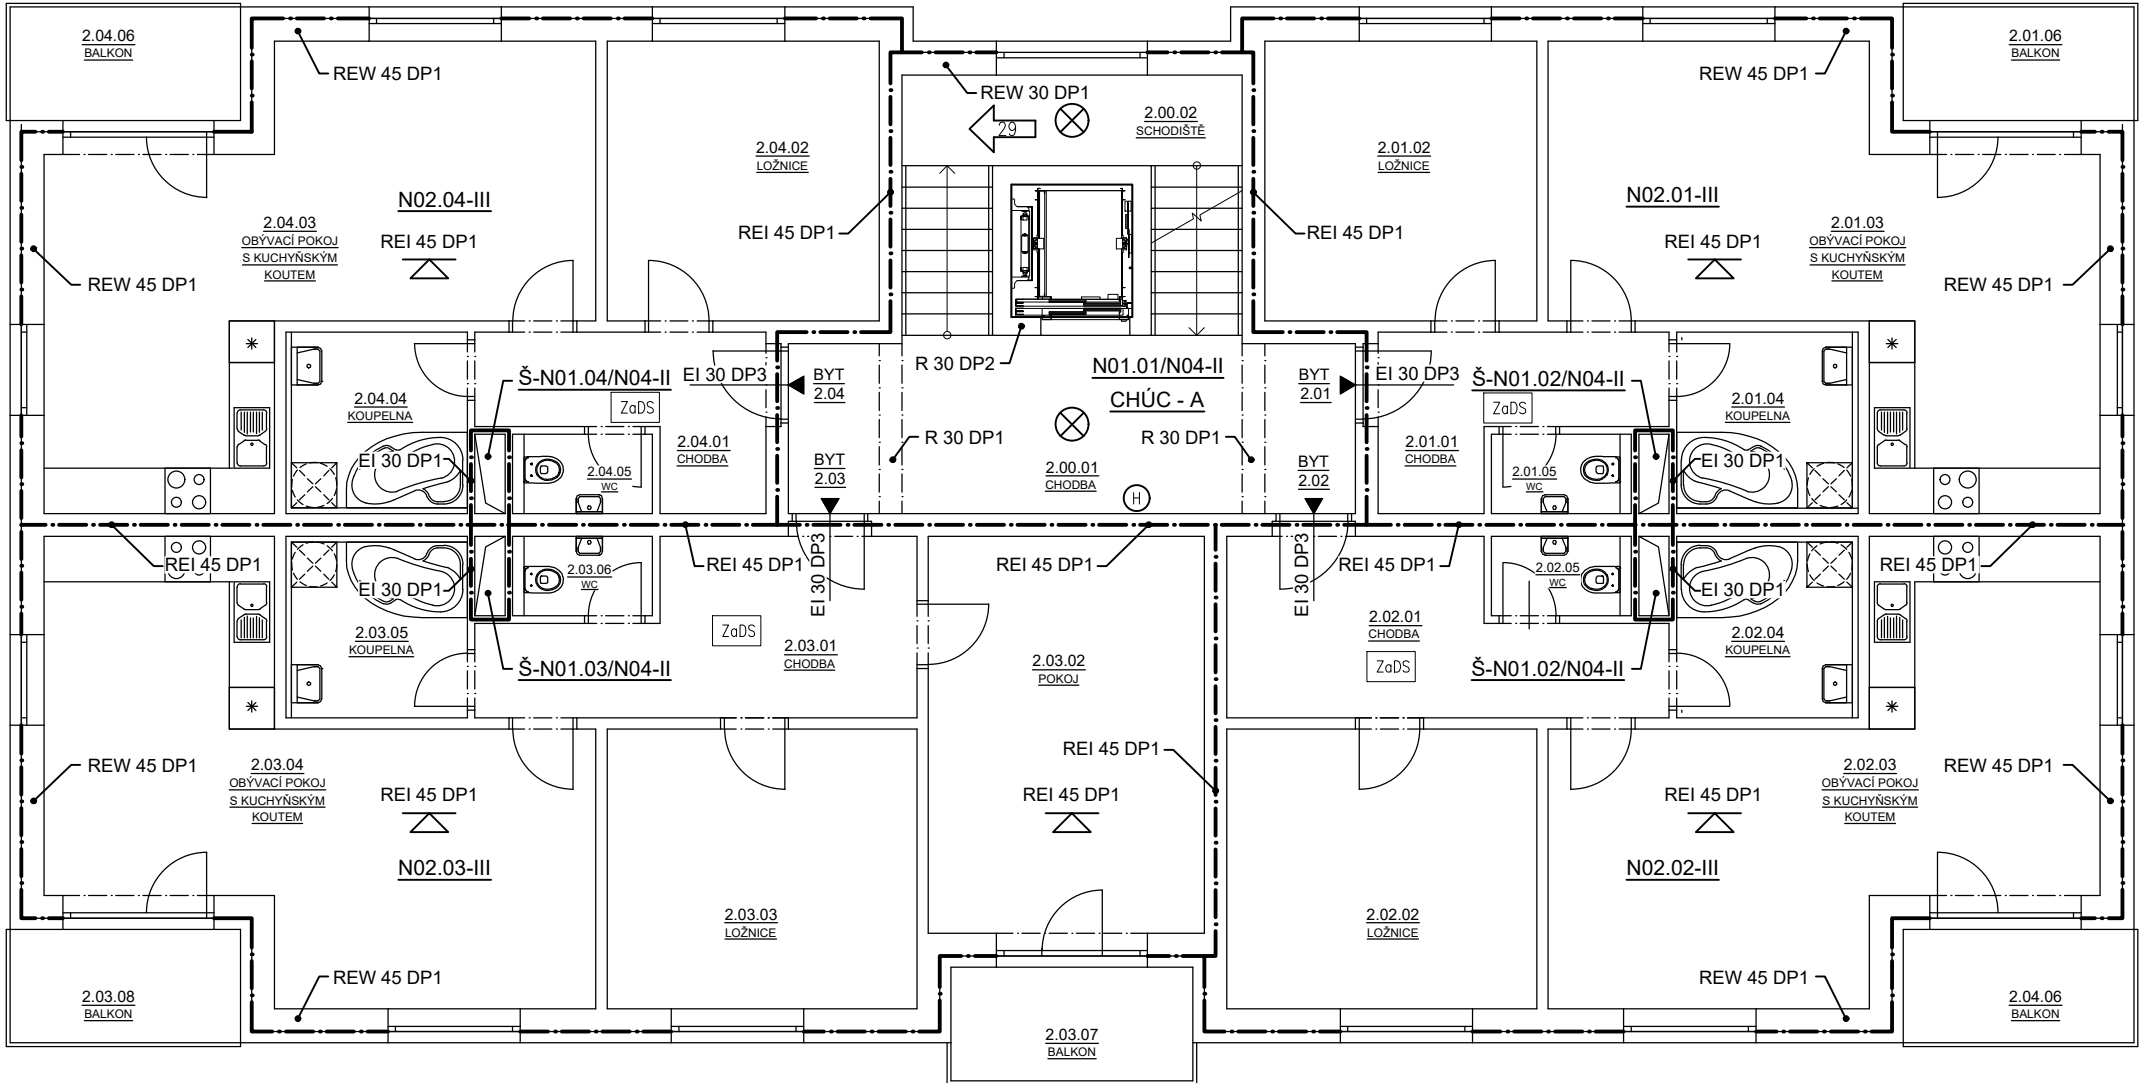 2.04.06
BALKON
REW 45 DP1
REW 30 DP1
29
2.00.02
SCHODIŠTĚ
REW 45 DP1
2.01.06
BALKON
2.04.02
LOŽNICE
2.01.02
LOŽNICE
N02.04-III
N02.01-III
2.04.03
OBÝVACÍ POKOJ
S KUCHYŇSKÝM
KOUTEM
REI 45 DP1
REI 45 DP1
REI 45 DP1
REI 45 DP1
2.01.03
OBÝVACÍ POKOJ
S KUCHYŇSKÝM
KOUTEM
REW 45 DP1
REW 45 DP1
R 30 DP2
N01.01/N04-II
CHÚC - A
EI 30 DP3
BYT
2.04
BYT
2.01
EI 30 DP3
Š-N01.04/N04-II
Š-N01.02/N04-II
ZaDS
ZaDS
2.04.04
KOUPELNA
2.01.04
KOUPELNA
2.04.01
CHODBA
R 30 DP1
R 30 DP1
2.01.01
CHODBA
EI 30 DP1
2.04.05
WC
BYT
2.03
2.00.01
CHODBA
H
BYT
2.02
2.01.05
WC
EI 30 DP1
REI 45 DP1
REI 45 DP1
REI 45 DP1
REI 45 DP1
REI 45 DP1
EI 30 DP3
EI 30 DP3
EI 30 DP1
2.03.06
WC
2.02.05
WC
EI 30 DP1
2.03.05
KOUPELNA
ZaDS
2.03.01
CHODBA
2.03.02
POKOJ
2.02.01
CHODBA
ZaDS
2.02.04
KOUPELNA
Š-N01.03/N04-II
Š-N01.02/N04-II
REI 45 DP1
REW 45 DP1
2.03.04
OBÝVACÍ POKOJ
S KUCHYŇSKÝM
KOUTEM
REI 45 DP1
REI 45 DP1
REI 45 DP1
2.02.03
OBÝVACÍ POKOJ
S KUCHYŇSKÝM
KOUTEM
REW 45 DP1
N02.03-III
N02.02-III
2.03.03
LOŽNICE
2.02.02
LOŽNICE
REW 45 DP1
REW 45 DP1
2.03.08
BALKON
2.04.06
BALKON
2.03.07
BALKON